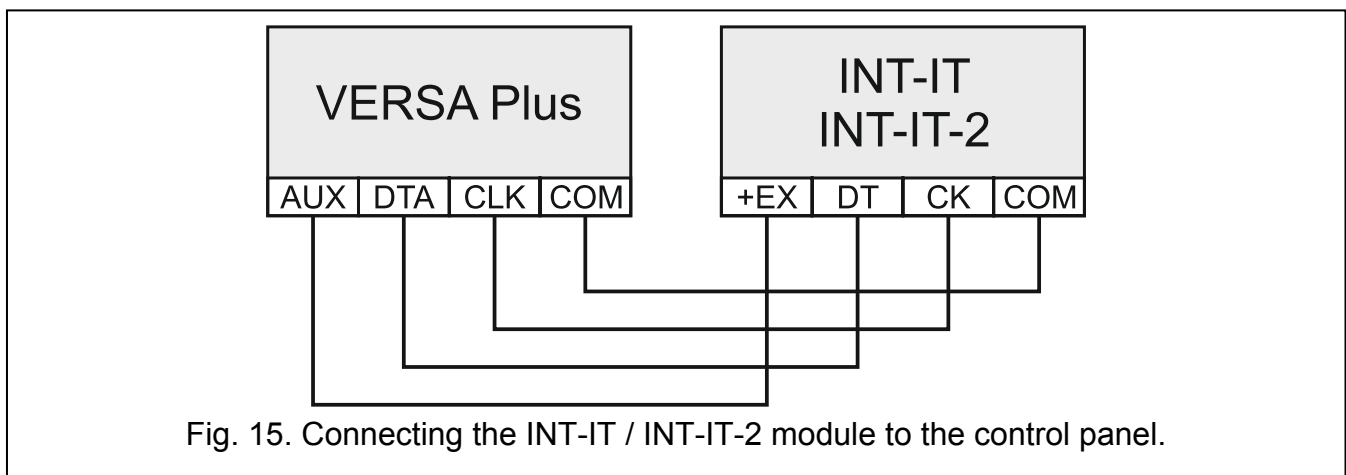 VERSA Plus
AUX DTA CLK COM
INT-IT
INT-IT-2
+EX DT CK COM
Fig. 15. Connecting the INT-IT / INT-IT-2 module to the control panel.